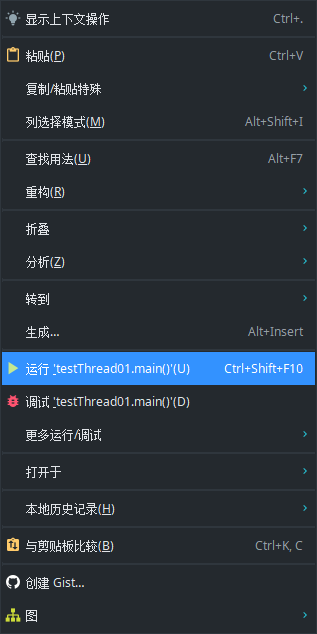 显示上下文操作 Ctrl+.
粘贴(P) Ctrl+V
复制/粘贴特殊
列选择模式(M) Alt+Shift+I
查找用法(U) Alt+F7
重构(R)
折叠
分析(Z)
转到
生成... Alt+Insert
运行 'testThread01.main()'(U) Ctrl+Shift+F10
调试 'testThread01.main()'(D)
更多运行/调试
打开于
本地历史记录(H)
与剪贴板比较(B) Ctrl+K, C
创建 Gist...
图